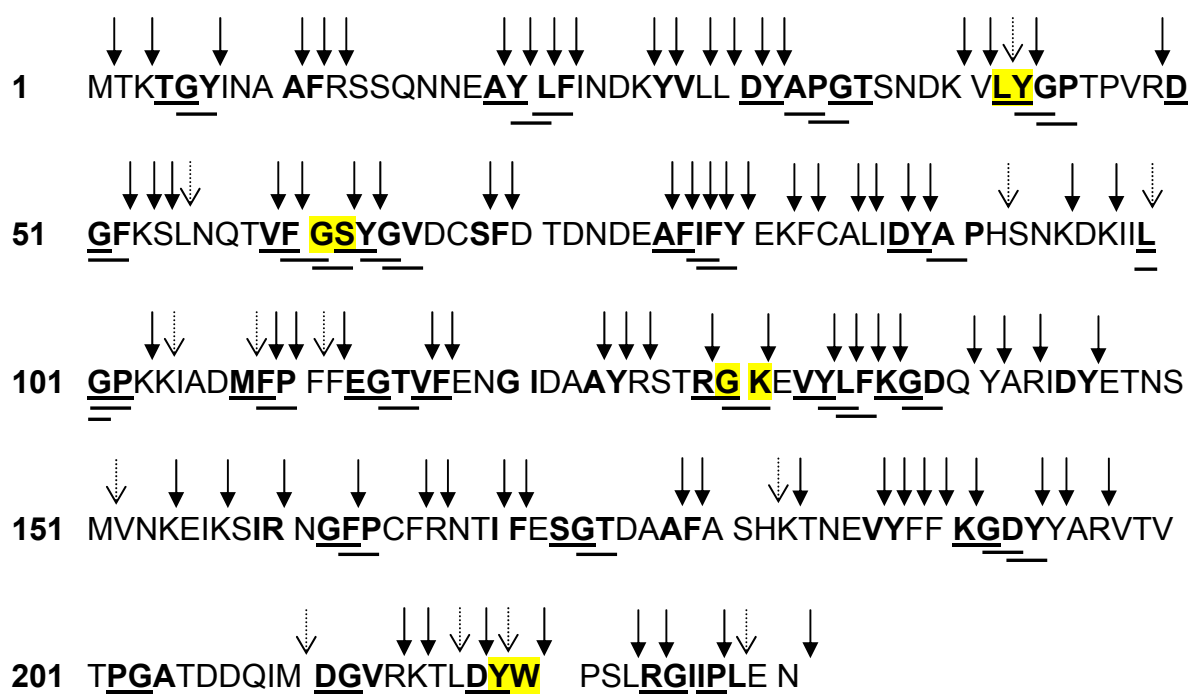 1 MTKTGYINA AFRSSQNNEAY LFINDKYVLL DYAPGTSNDK VLYGPTPVRD
51 GFKSLNQTVF GSYGVDCSFD TDNDEAFIFY EKFCALIDYA PHSNKDKIIL
101 GPKKIADMFP FFEGTVFENG IDAAYRSTRG KEVYLFKGDQ YARIDYETNS
151 MVNKEIKSIR NGFPCFRNTI FESGTDAAFA SHKTNEVYFF KGDYYARVTV
201 TPGATDDQIM DGVRKTLDYW PSLRGIIPLE N